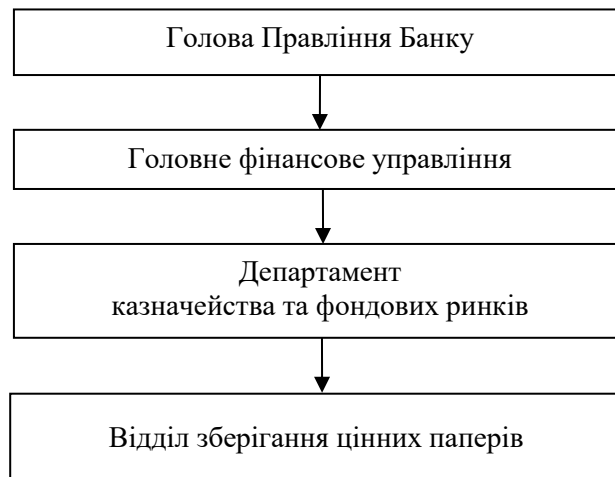 Голова Правління Банку
Головне фінансове управління
Департамент
казначейства та фондових ринків
Відділ зберігання цінних паперів